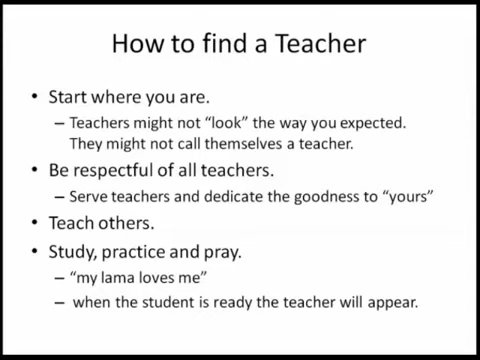 How to find a Teacher
• Start where you are.
– Teachers might not “look” the way you expected.
They might not call themselves a teacher.
• Be respectful of all teachers.
– Serve teachers and dedicate the goodness to “yours”
• Teach others.
• Study, practice and pray.
– “my lama loves me”
– when the student is ready the teacher will appear.